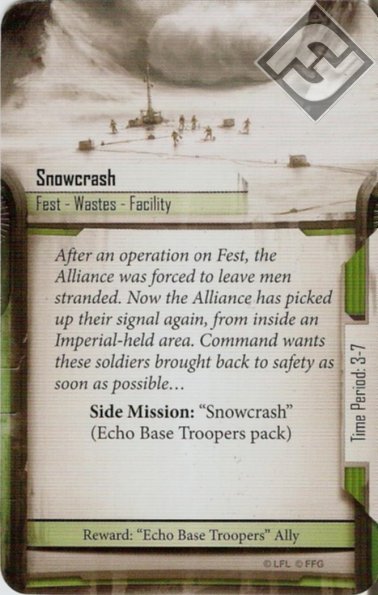 Snowcrash
Fest - Wastes - Facility
After an operation on Fest, the
Alliance was forced to leave men
stranded. Now the Alliance has picked
up their signal again, from inside an
Imperial-held area. Command wants
these soldiers brought back to safety as
soon as possible…
Side Mission: “Snowcrash”
(Echo Base Troopers pack)
Time Period: 3-7
Reward: “Echo Base Troopers” Ally
© LFL © FFG